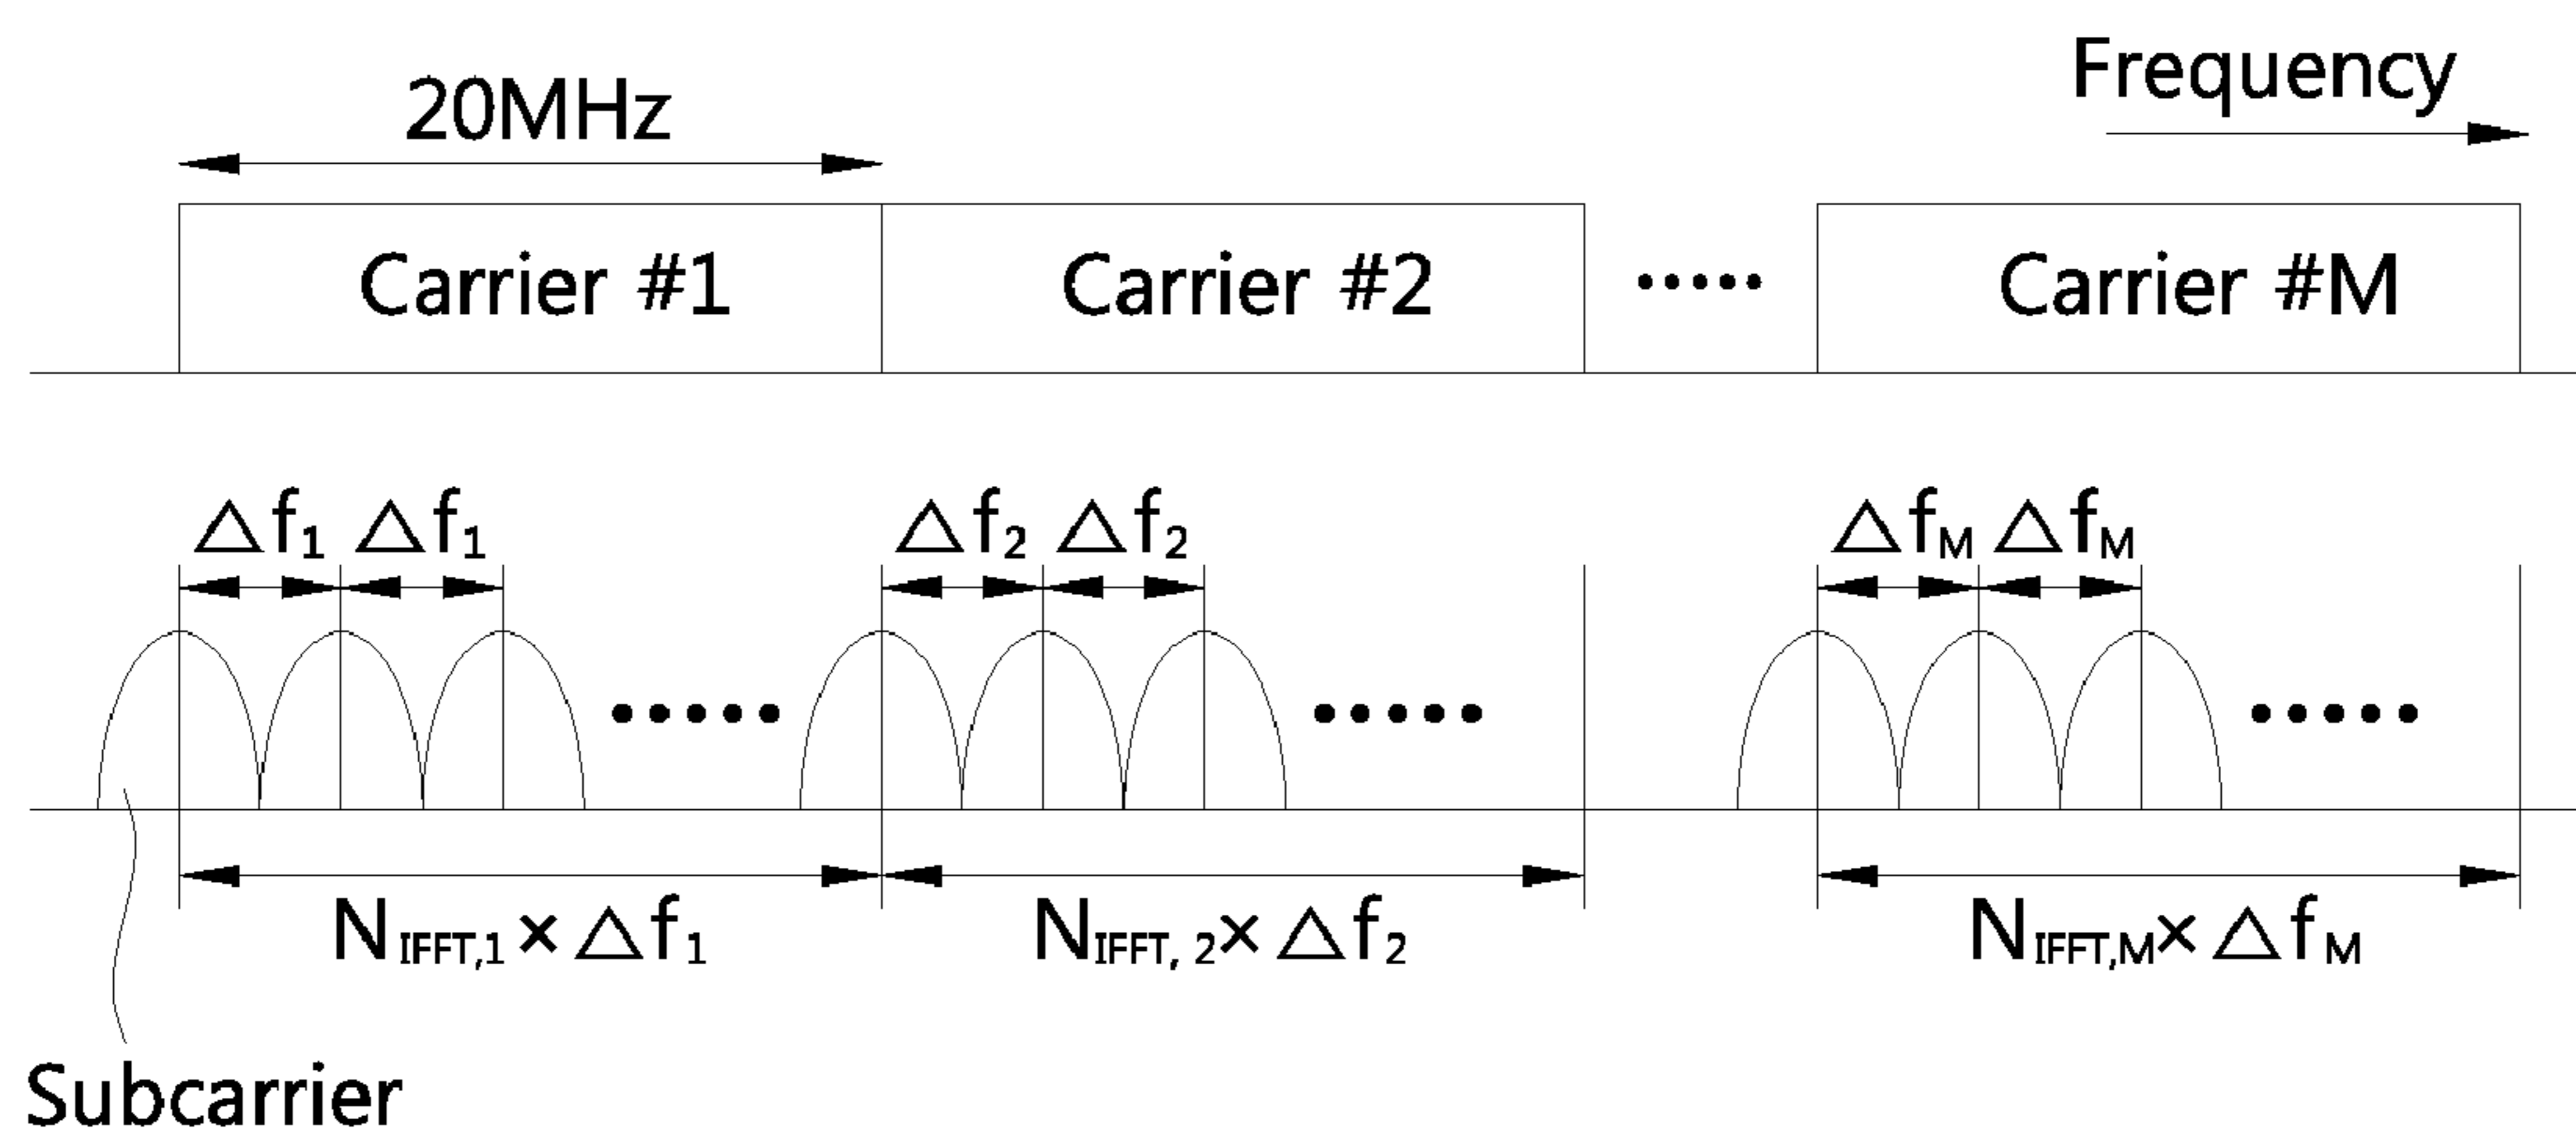 Frequency
20MHz
Carrier #1 Carrier #2 ····· Carrier #M
△f1 △f1 △f2 △f2 △fM △fM
NIFFT,1×△f1 NIFFT, 2×△f2 NIFFT,M×△fM
Subcarrier